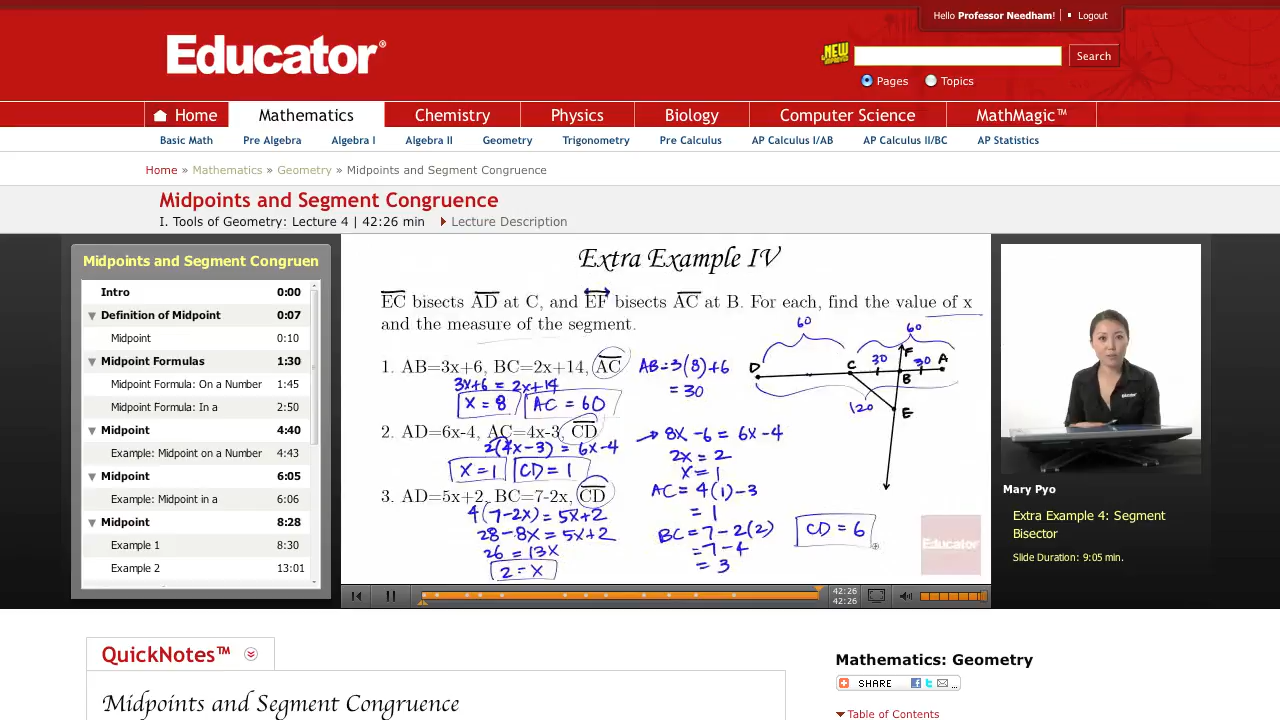 Hello Professor Needham! Logout
Educator®
NEW
Search
Pages Topics
Home Mathematics Chemistry Physics Biology Computer Science MathMagic™
Basic Math Pre Algebra Algebra I Algebra II Geometry Trigonometry Pre Calculus AP Calculus I/AB AP Calculus II/BC AP Statistics
Home » Mathematics » Geometry » Midpoints and Segment Congruence
Midpoints and Segment Congruence
I. Tools of Geometry: Lecture 4 | 42:26 min Lecture Description
Midpoints and Segment Congruen
Intro 0:00
Definition of Midpoint 0:07
Midpoint 0:10
Midpoint Formulas 1:30
Midpoint Formula: On a Number 1:45
Midpoint Formula: In a 2:50
Midpoint 4:40
Example: Midpoint on a Number 4:43
Midpoint 6:05
Example: Midpoint in a 6:06
Midpoint 8:28
Example 1 8:30
Example 2 13:01
Extra Example IV
EC bisects AD at C, and EF bisects AC at B. For each, find the value of x
and the measure of the segment.
60 60
D C 30 F 30 A
B
120 E
1. AB=3x+6, BC=2x+14, AC AB=3(8)+6
3x+6 = 2x+14 = 30
x = 8 AC = 60
2. AD=6x-4, AC=4x-3, CD → 8x-6 = 6x-4
2(4x-3) = 6x-4 2x = 2
x = 1 CD = 1 x = 1
AC = 4(1)-3
= 1
3. AD=5x+2, BC=7-2x, CD
4(7-2x) = 5x+2 BC = 7-2(2)
28-8x = 5x+2 = 7-4
26 = 13x = 3
2 = x CD = 6
Educator
42:26
42:26
Educator
Mary Pyo
Extra Example 4: Segment
Bisector
Slide Duration: 9:05 min.
QuickNotes™
Midpoints and Segment Congruence
Mathematics: Geometry
SHARE ...
Table of Contents